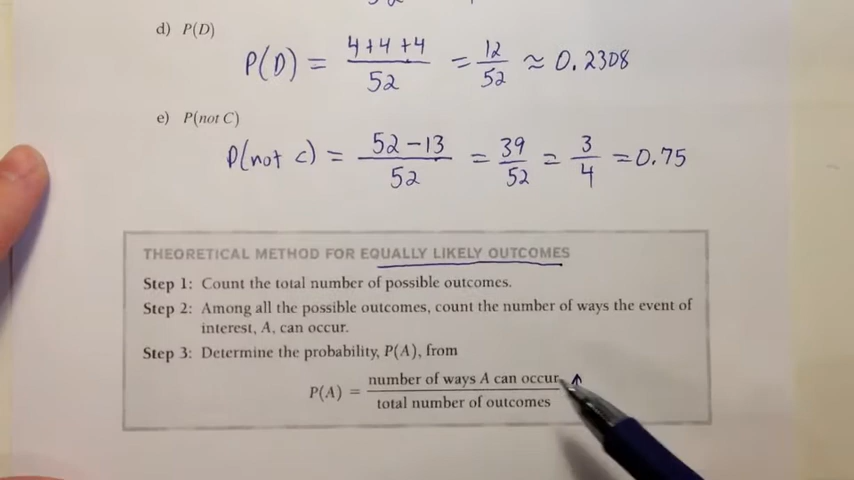 d) P(D)
P(D) = 4+4+4 / 52 = 12/52 ≈ 0.2308
e) P(not C)
P(not C) = 52-13 / 52 = 39/52 = 3/4 = 0.75
THEORETICAL METHOD FOR EQUALLY LIKELY OUTCOMES
Step 1: Count the total number of possible outcomes.
Step 2: Among all the possible outcomes, count the number of ways the event of
interest, A, can occur.
Step 3: Determine the probability, P(A), from
P(A) = number of ways A can occur / total number of outcomes